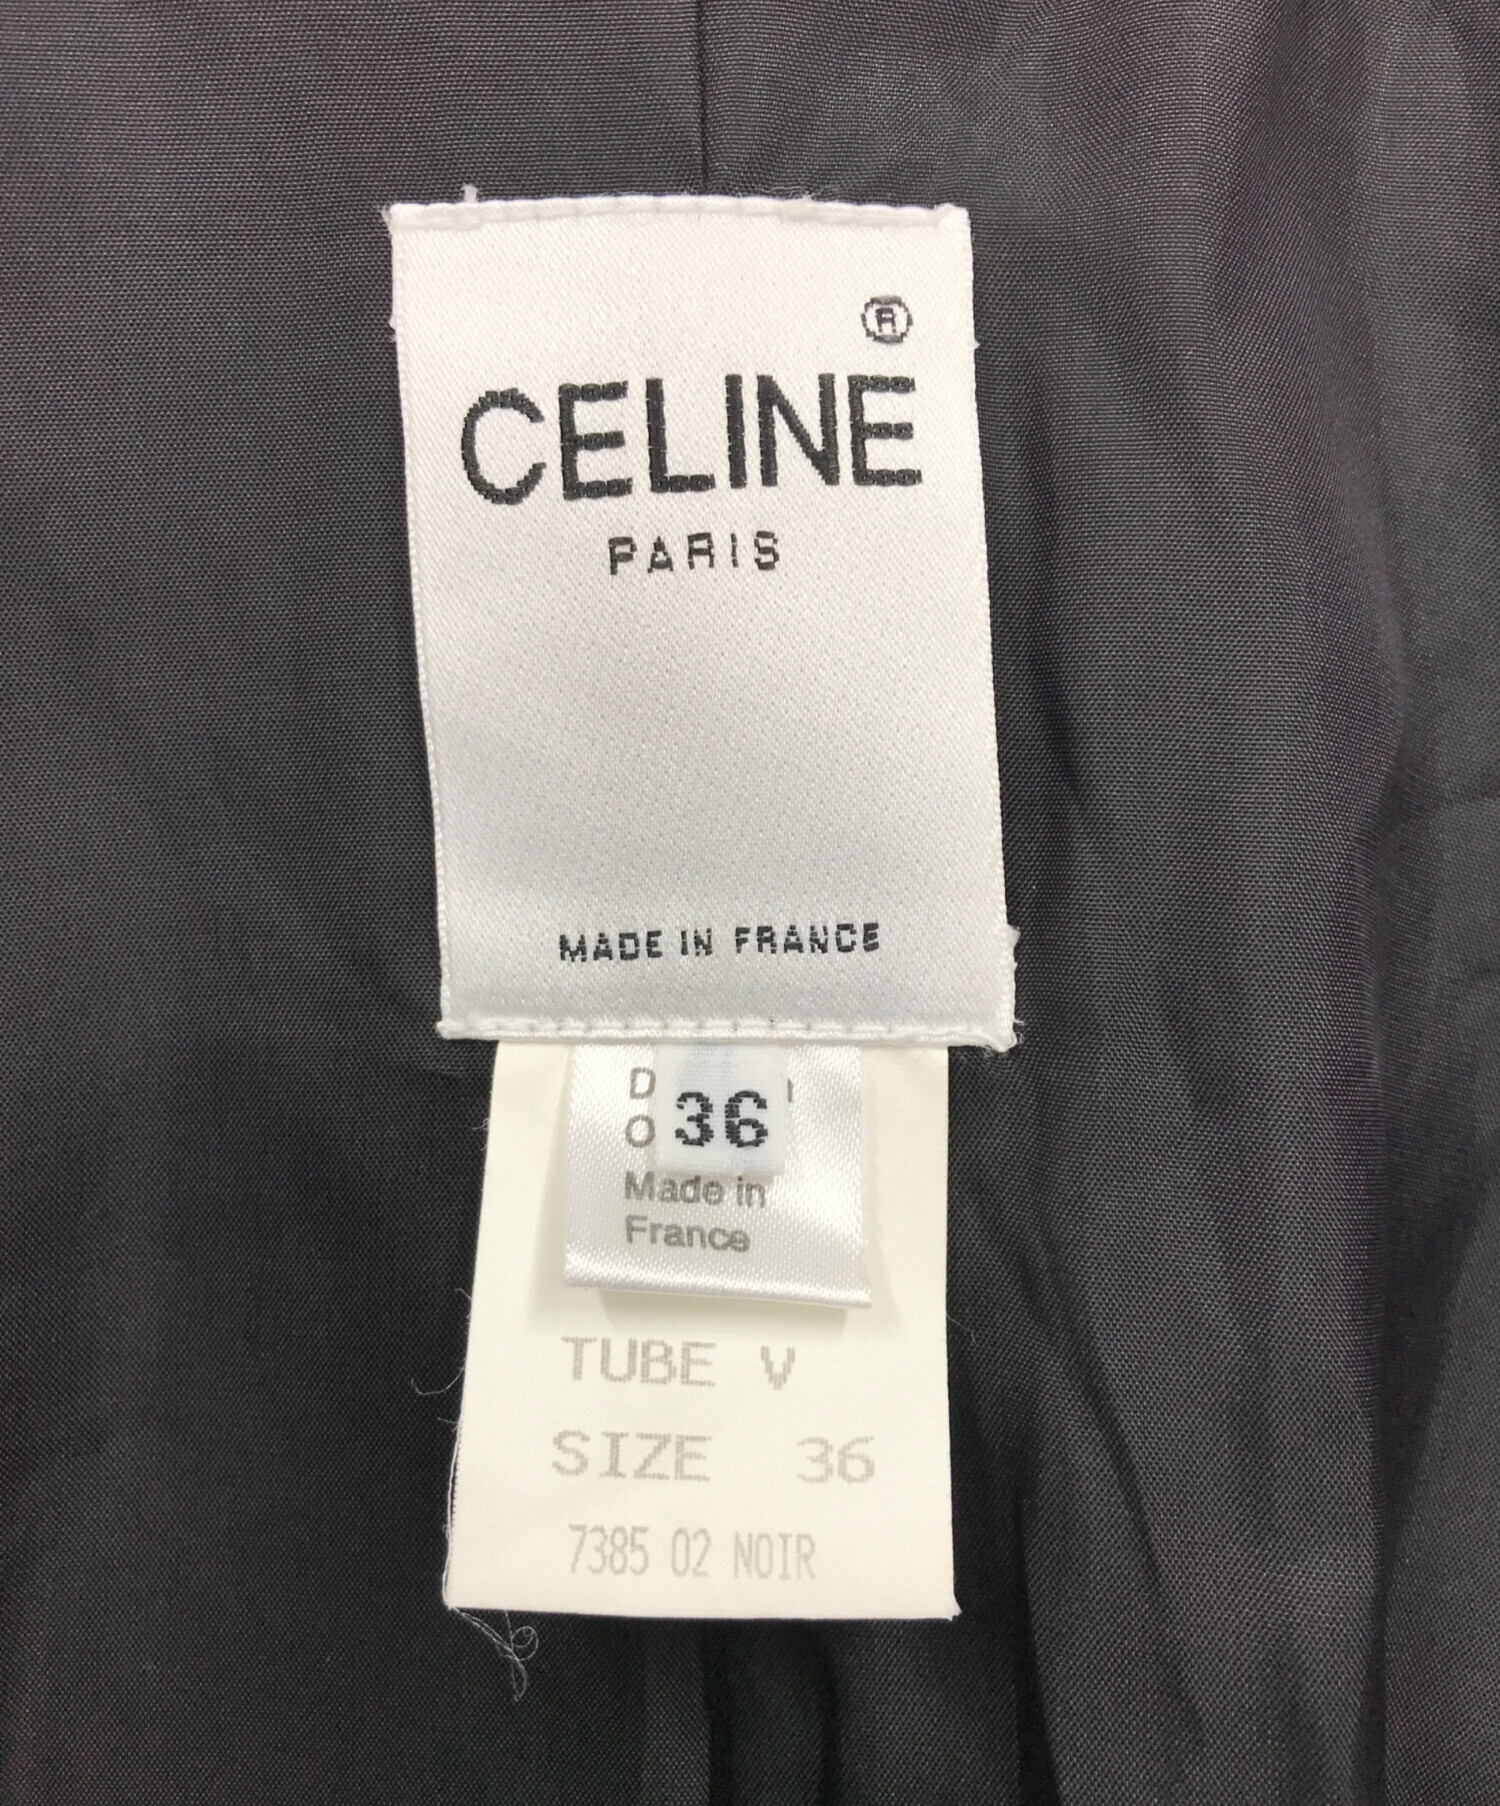 ®
CELINE
PARIS
MADE IN FRANCE
36
Made in
France
TUBE V
SIZE 36
7385 02 NOIR